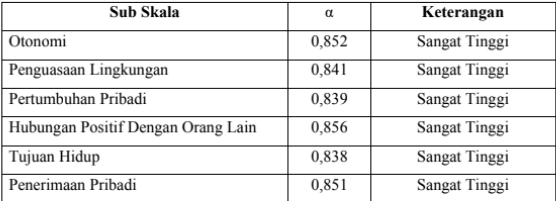 Sub Skala α Keterangan
Otonomi 0,852 Sangat Tinggi
Penguasaan Lingkungan 0,841 Sangat Tinggi
Pertumbuhan Pribadi 0,839 Sangat Tinggi
Hubungan Positif Dengan Orang Lain 0,856 Sangat Tinggi
Tujuan Hidup 0,838 Sangat Tinggi
Penerimaan Pribadi 0,851 Sangat Tinggi